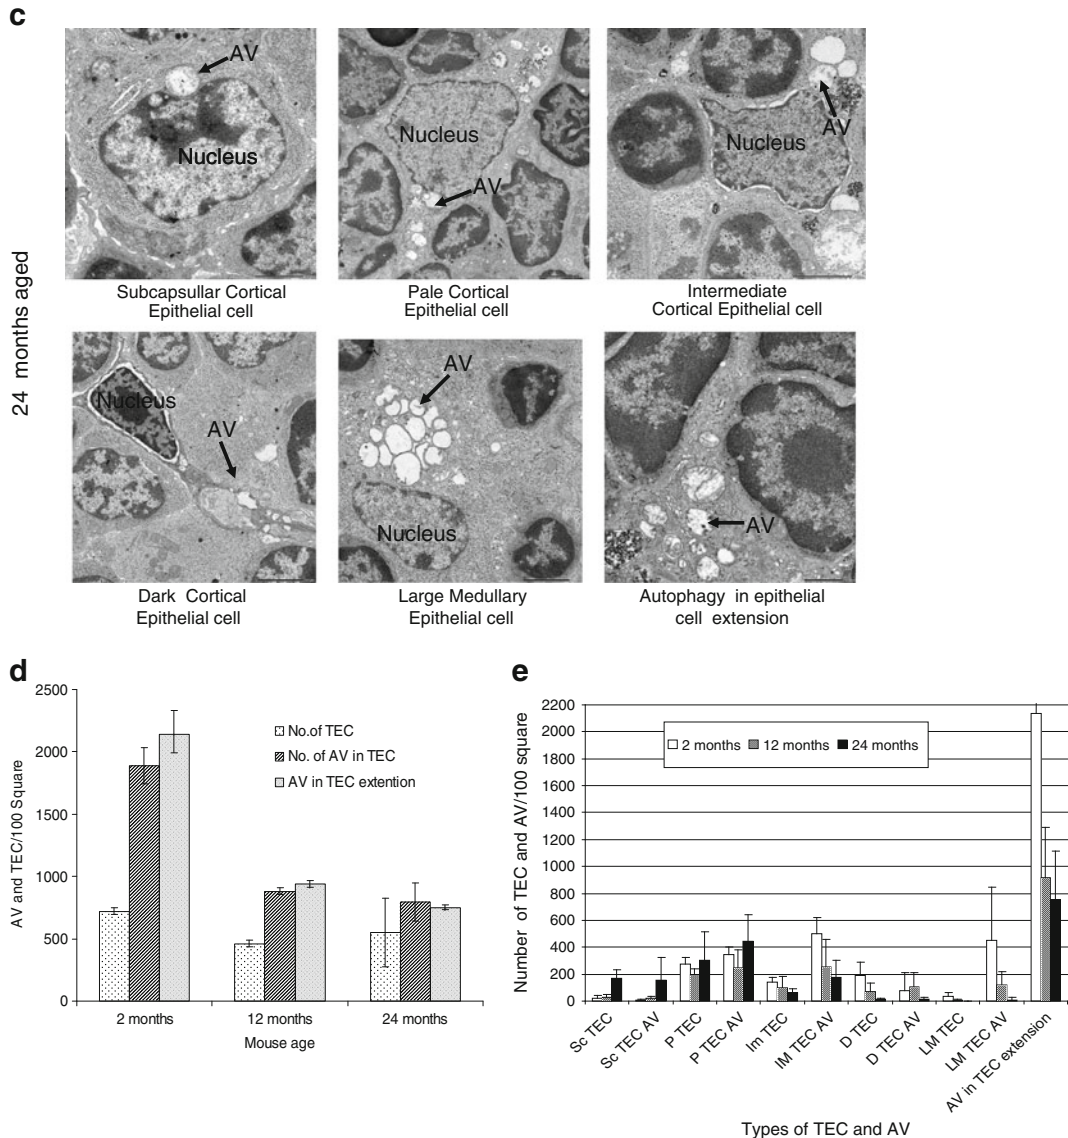 c
24 months aged
AV
Nucleus
Subcapsullar Cortical
Epithelial cell
Nucleus
AV
Pale Cortical
Epithelial cell
AV
Nucleus
Intermediate
Cortical Epithelial cell
Nucleus
AV
Dark Cortical
Epithelial cell
AV
Nucleus
Large Medullary
Epithelial cell
AV
Autophagy in epithelial
cell extension
d
AV and TEC/100 Square
2500
2000
1500
1000
500
0
No.of TEC
No. of AV in TEC
AV in TEC extention
2 months
12 months
24 months
Mouse age
e
Number of TEC and AV/100 square
2200
2000
1800
1600
1400
1200
1000
800
600
400
200
0
2 months 12 months 24 months
Sc TEC
Sc TEC AV
P TEC
P TEC AV
Im TEC
IM TEC AV
D TEC
D TEC AV
LM TEC
LM TEC AV
AV in TEC extension
Types of TEC and AV